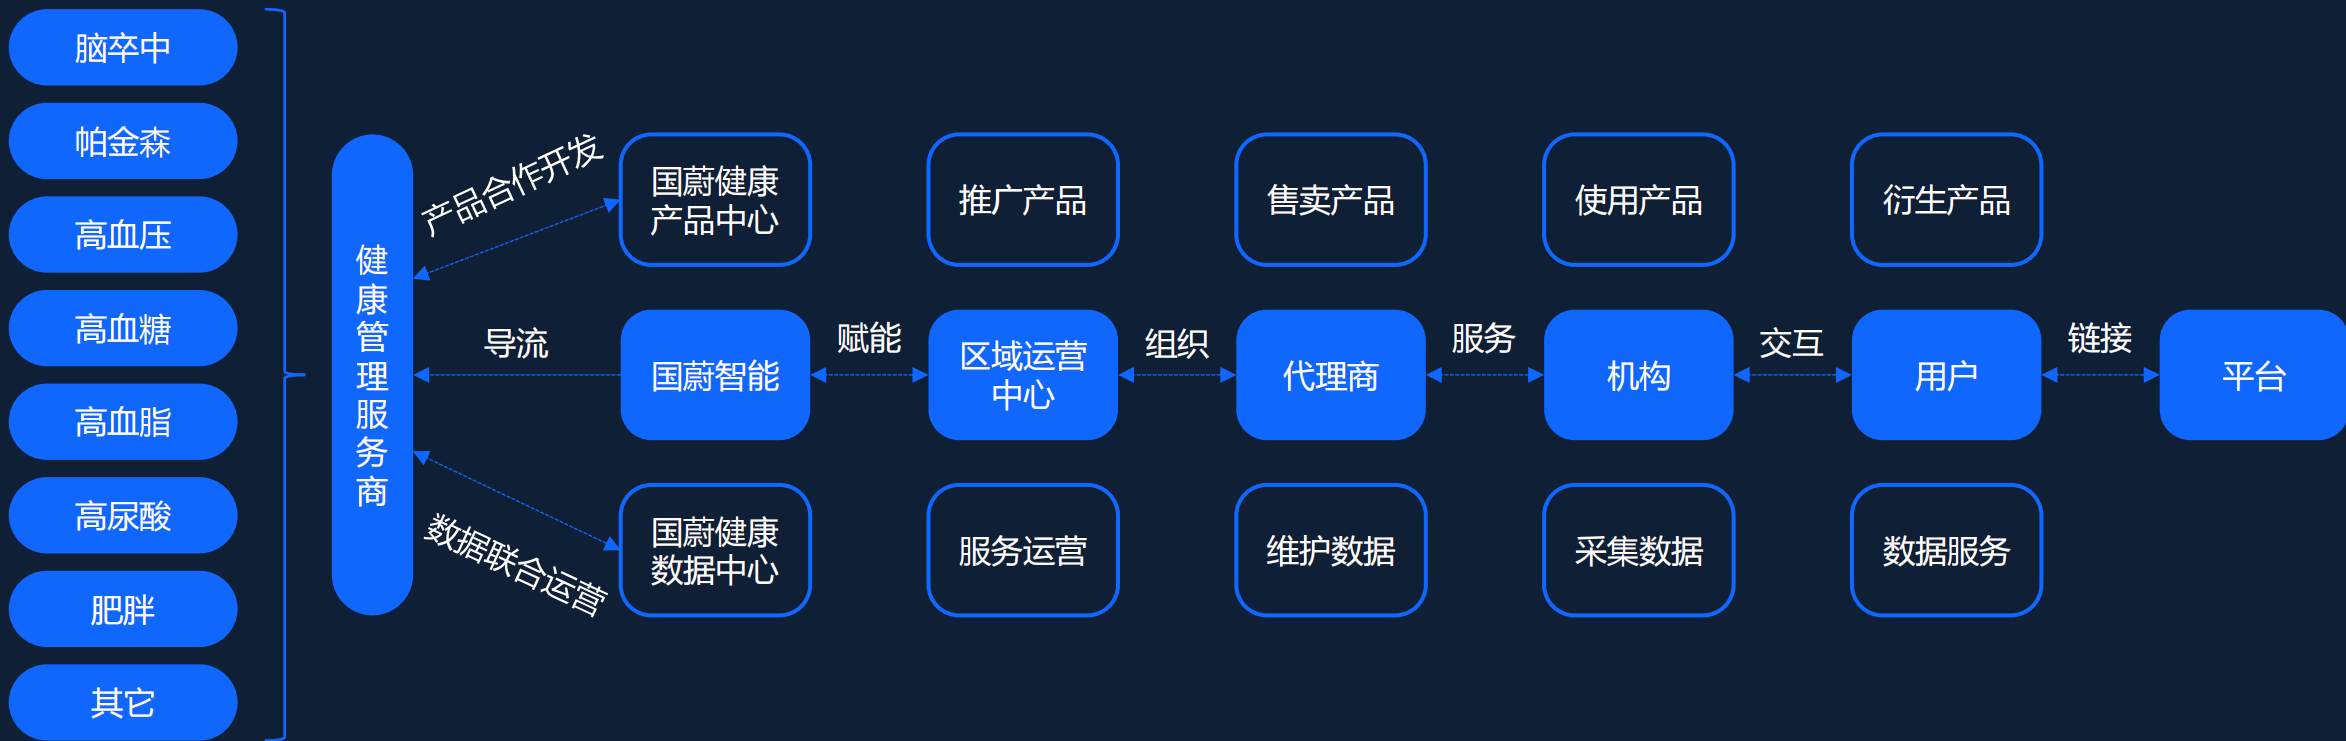 脑卒中
帕金森
高血压
高血糖
高血脂
高尿酸
肥胖
其它
健
康
管
理
服
务
商
产品合作开发
导流
数据联合运营
国蔚健康
产品中心
推广产品
售卖产品
使用产品
衍生产品
国蔚智能
赋能
区域运营
中心
组织
代理商
服务
机构
交互
用户
链接
平台
国蔚健康
数据中心
服务运营
维护数据
采集数据
数据服务